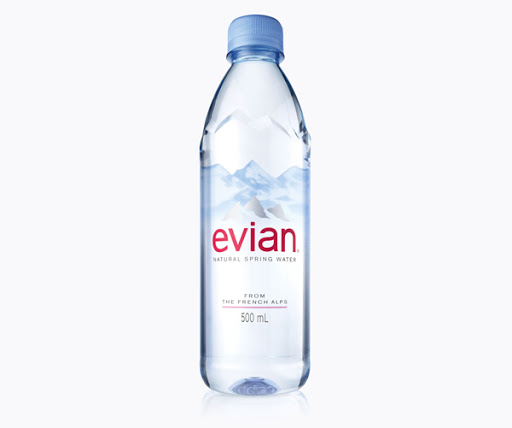 evian®
NATURAL SPRING WATER
FROM
THE FRENCH ALPS
500 mL